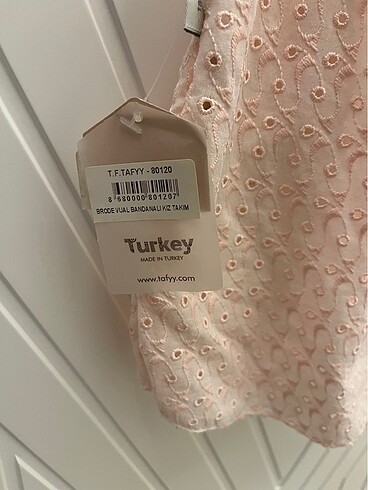 T.F.TAFYY - 80120
8 680000 801207
BRODE VUAL BANDANALI KIZ TAKIM
Turkey
MADE IN TURKEY
www.tafyy.com